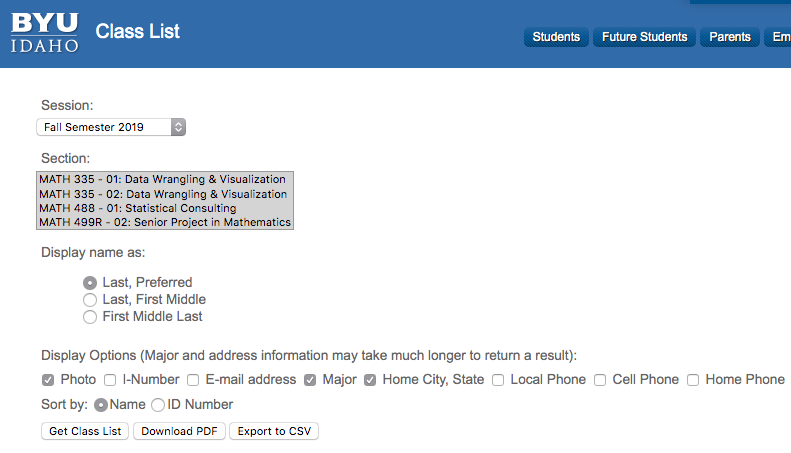 BYU
IDAHO
Class List
Students Future Students Parents Em
Session:
Fall Semester 2019
Section:
MATH 335 - 01: Data Wrangling & Visualization
MATH 335 - 02: Data Wrangling & Visualization
MATH 488 - 01: Statistical Consulting
MATH 499R - 02: Senior Project in Mathematics
Display name as:
Last, Preferred
Last, First Middle
First Middle Last
Display Options (Major and address information may take much longer to return a result):
Photo I-Number E-mail address Major Home City, State Local Phone Cell Phone Home Phone
Sort by: Name ID Number
Get Class List Download PDF Export to CSV